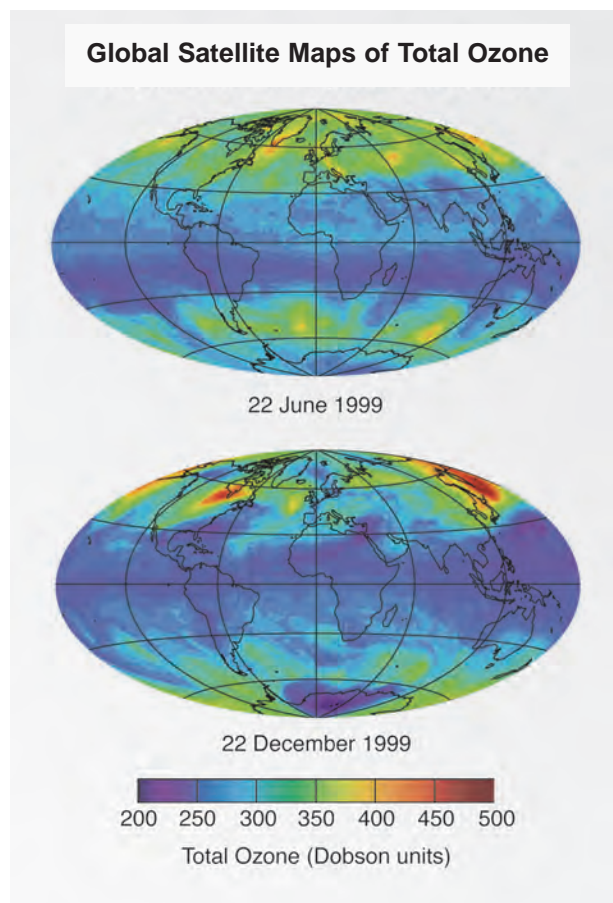 Global Satellite Maps of Total Ozone
22 June 1999
22 December 1999
200 250 300 350 400 450 500
Total Ozone (Dobson units)